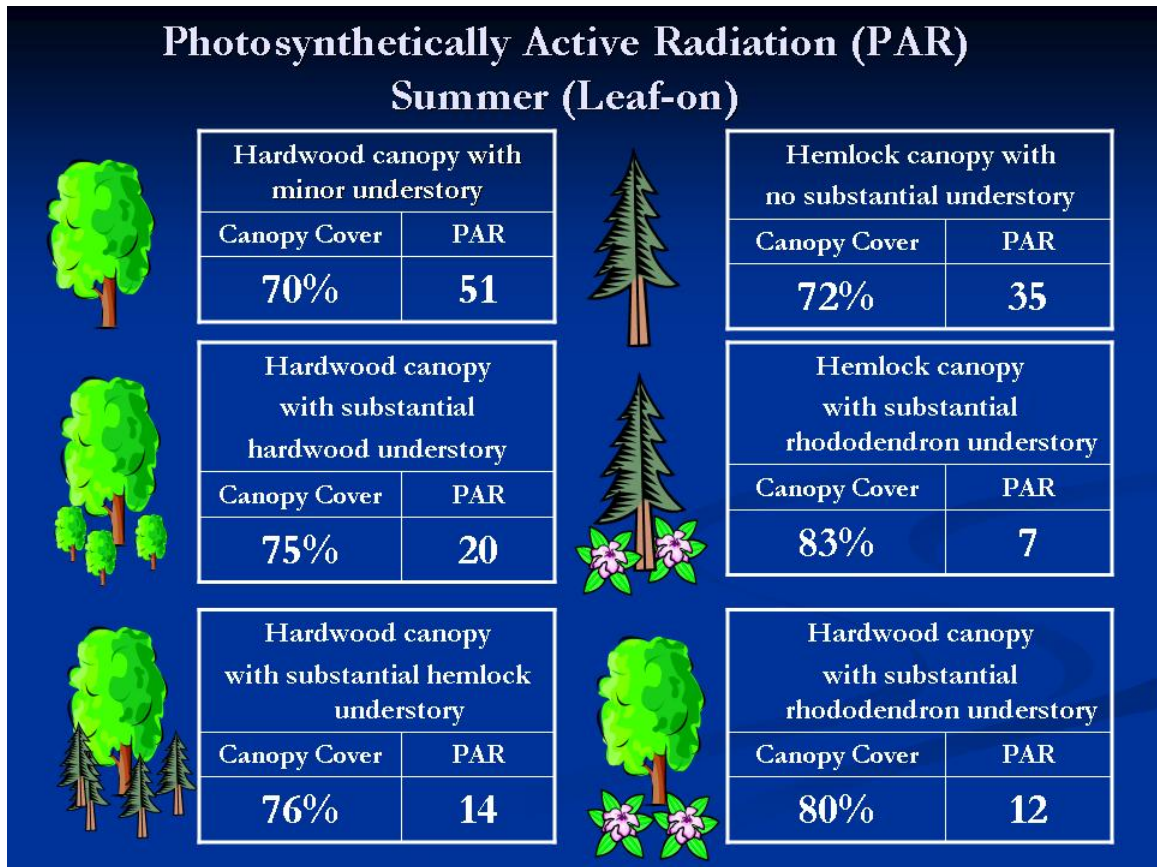 Photosynthetically Active Radiation (PAR)
Summer (Leaf-on)
Hardwood canopy with
minor understory
Canopy Cover PAR
70% 51
Hemlock canopy with
no substantial understory
Canopy Cover PAR
72% 35
Hardwood canopy
with substantial
hardwood understory
Canopy Cover PAR
75% 20
Hemlock canopy
with substantial
rhododendron understory
Canopy Cover PAR
83% 7
Hardwood canopy
with substantial hemlock
understory
Canopy Cover PAR
76% 14
Hardwood canopy
with substantial
rhododendron understory
Canopy Cover PAR
80% 12